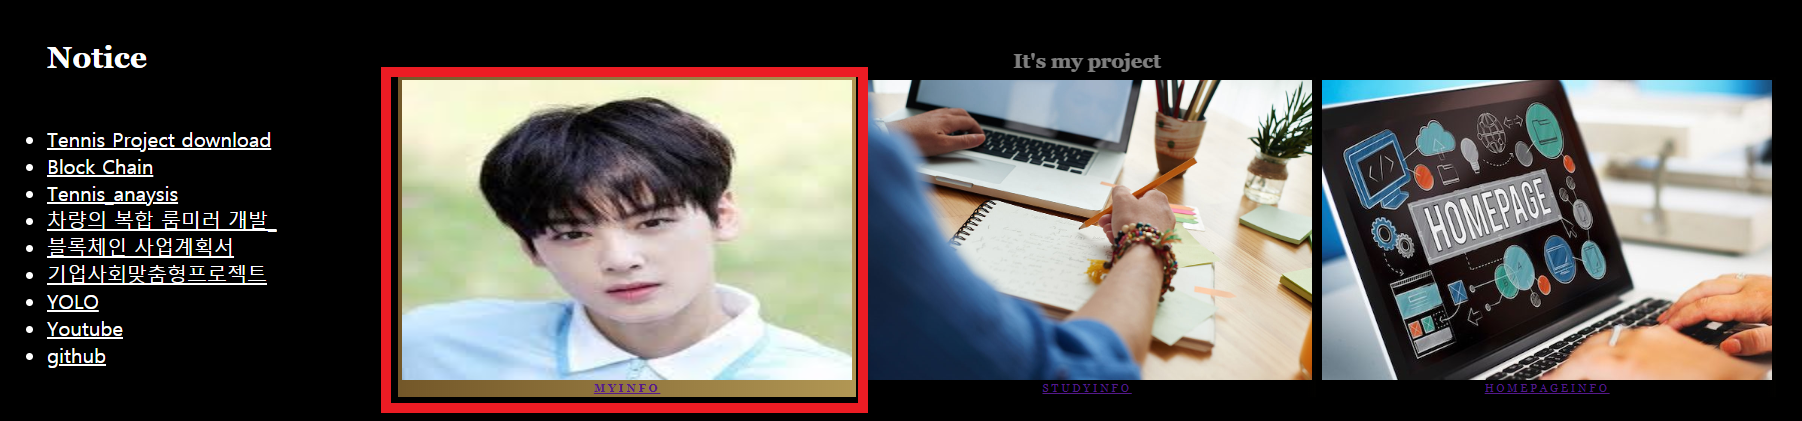 Notice
It's my project
Tennis Project download
Block Chain
Tennis_anaysis
차량의 복합 룸미러 개발_
블록체인 사업계획서
기업사회맞춤형프로젝트
YOLO
Youtube
github
HOMEPAGE
MYINFO
STUDYINFO
HOMEPAGEINFO